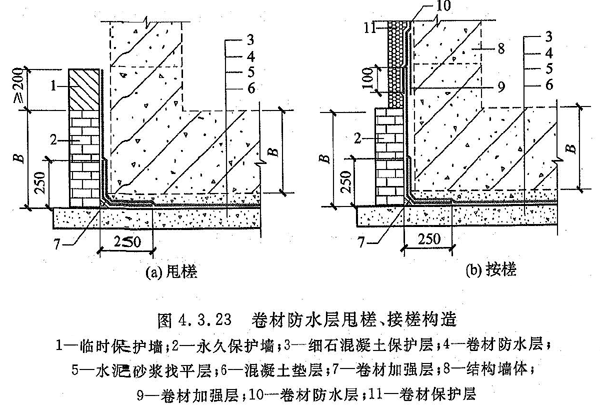 10
11
3
4
5
6
≥200
1
2
B
250
B
7
250
(a) 甩槎
3
4
5
6
8
100
9
2
B
250
B
7
250
(b) 按槎
图 4.3.23 卷材防水层甩槎、接槎构造
1—临时保护墙；2—永久保护墙；3—细石混凝土保护层；4—卷材防水层；
5—水泥砂浆找平层；6—混凝土垫层；7—卷材加强层；8—结构墙体；
9—卷材加强层；10—卷材防水层；11—卷材保护层